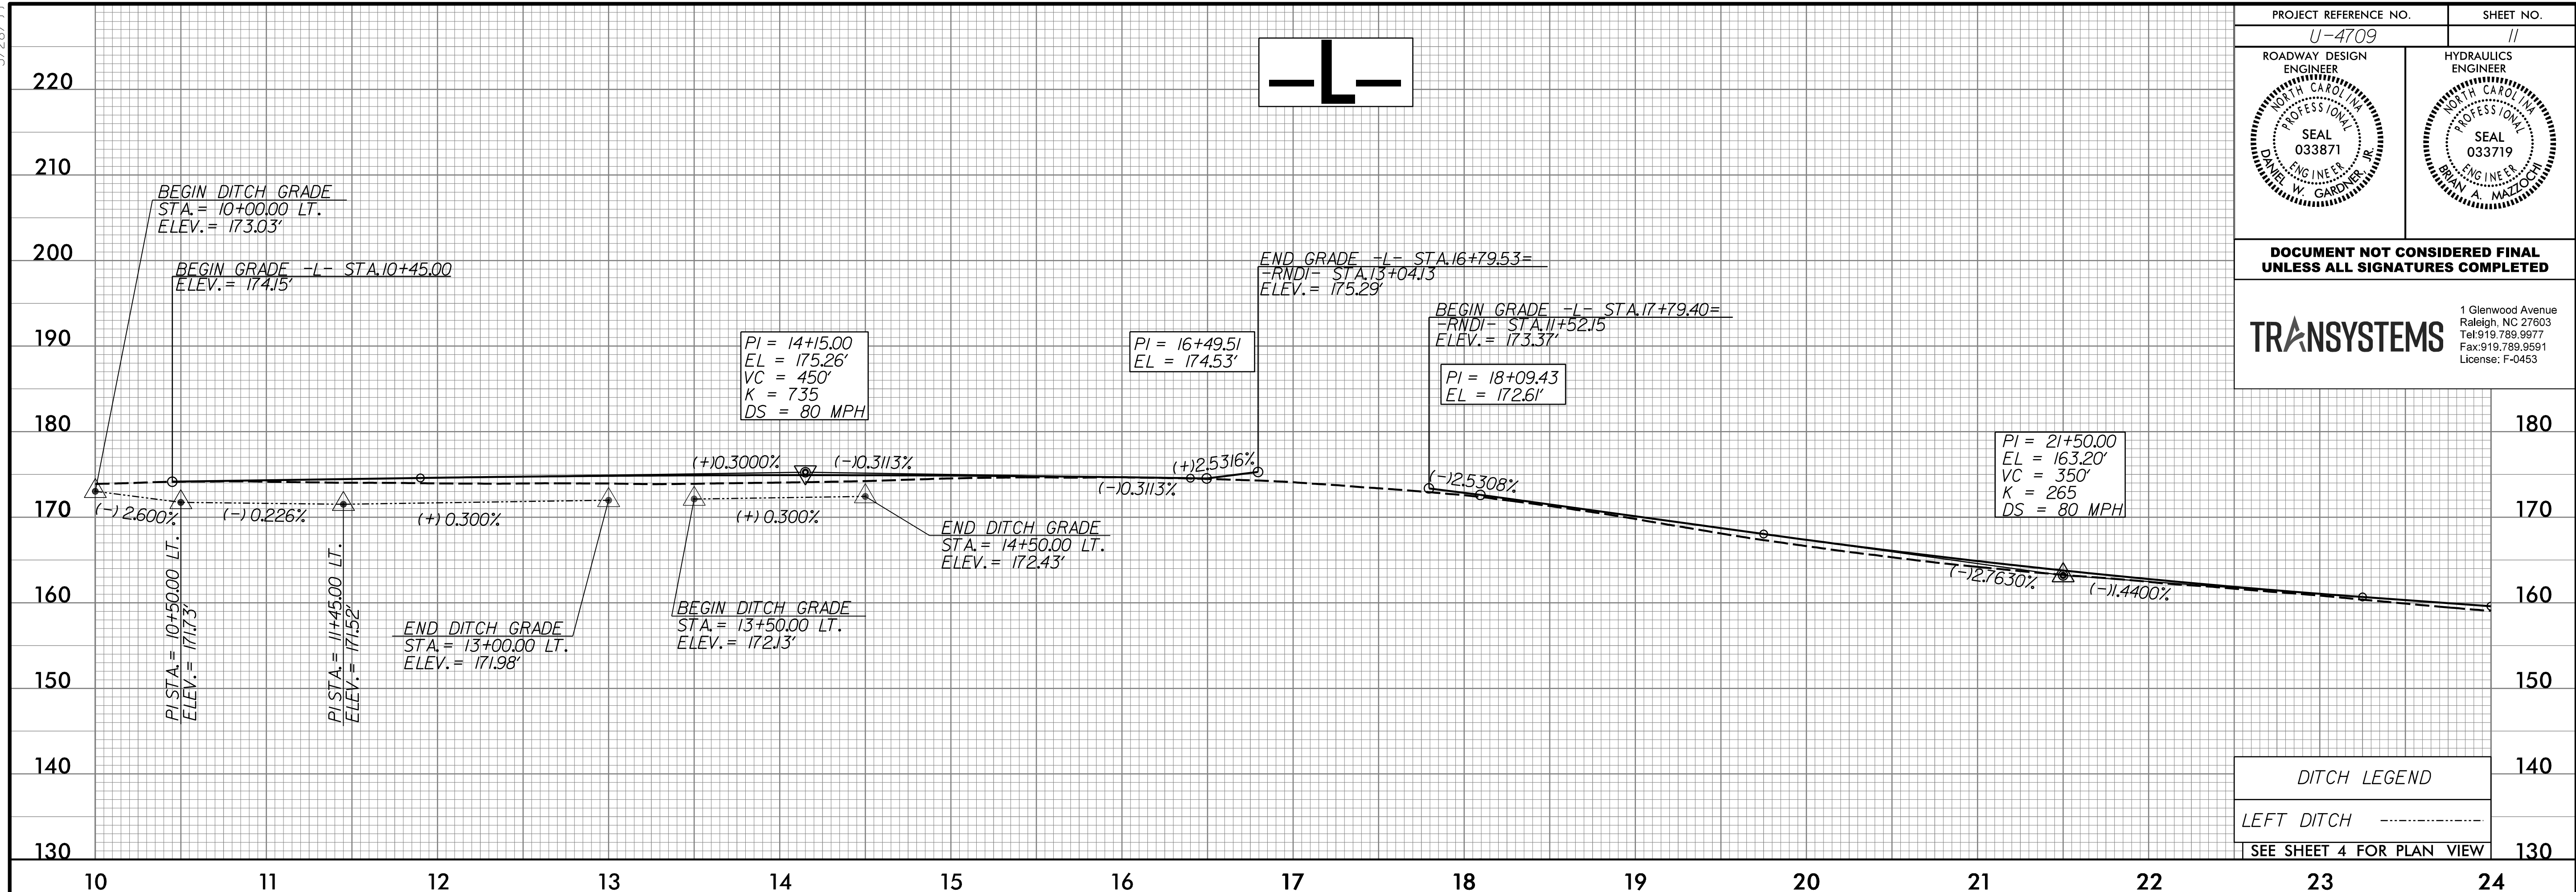 PROJECT REFERENCE NO.
SHEET NO.
U-4709
11
ROADWAY DESIGN
ENGINEER
HYDRAULICS
ENGINEER
NORTH CAROLINA
PROFESSIONAL
SEAL
033871
ENGINEER
DANIEL W. GARDNER, JR.
NORTH CAROLINA
PROFESSIONAL
SEAL
033719
ENGINEER
BRIAN A. MAZZOCHI
DOCUMENT NOT CONSIDERED FINAL
UNLESS ALL SIGNATURES COMPLETED
TRANSYSTEMS
1 Glenwood Avenue
Raleigh, NC 27603
Tel:919.789.9977
Fax:919.789.9591
License: F-0453
-L-
220
210
200
190
180
170
160
150
140
130
BEGIN DITCH GRADE
STA.= 10+00.00 LT.
ELEV.= 173.03'
BEGIN GRADE -L- STA.10+45.00
ELEV.= 174.15'
PI = 14+15.00
EL = 175.26'
VC = 450'
K = 735
DS = 80 MPH
PI = 16+49.51
EL = 174.53'
END GRADE -L- STA.16+79.53=
-RND1- STA.13+04.13
ELEV.= 175.29'
BEGIN GRADE -L- STA.17+79.40=
-RND1- STA.11+52.15
ELEV.= 173.37'
PI = 18+09.43
EL = 172.61'
PI = 21+50.00
EL = 163.20'
VC = 350'
K = 265
DS = 80 MPH
(+)0.3000%
(-)0.3113%
(-)0.3113%
(+)2.5316%
(-)2.5308%
(-)2.7630%
(-)1.4400%
(-)2.600%
(-)0.226%
(+)0.300%
(+)0.300%
PI STA.= 10+50.00 LT.
ELEV.= 171.73'
PI STA.= 11+45.00 LT.
ELEV.= 171.52'
END DITCH GRADE
STA.= 13+00.00 LT.
ELEV.= 171.98'
BEGIN DITCH GRADE
STA.= 13+50.00 LT.
ELEV.= 172.13'
END DITCH GRADE
STA.= 14+50.00 LT.
ELEV.= 172.43'
180
170
160
150
140
130
DITCH LEGEND
LEFT DITCH
SEE SHEET 4 FOR PLAN VIEW
10 11 12 13 14 15 16 17 18 19 20 21 22 23 24